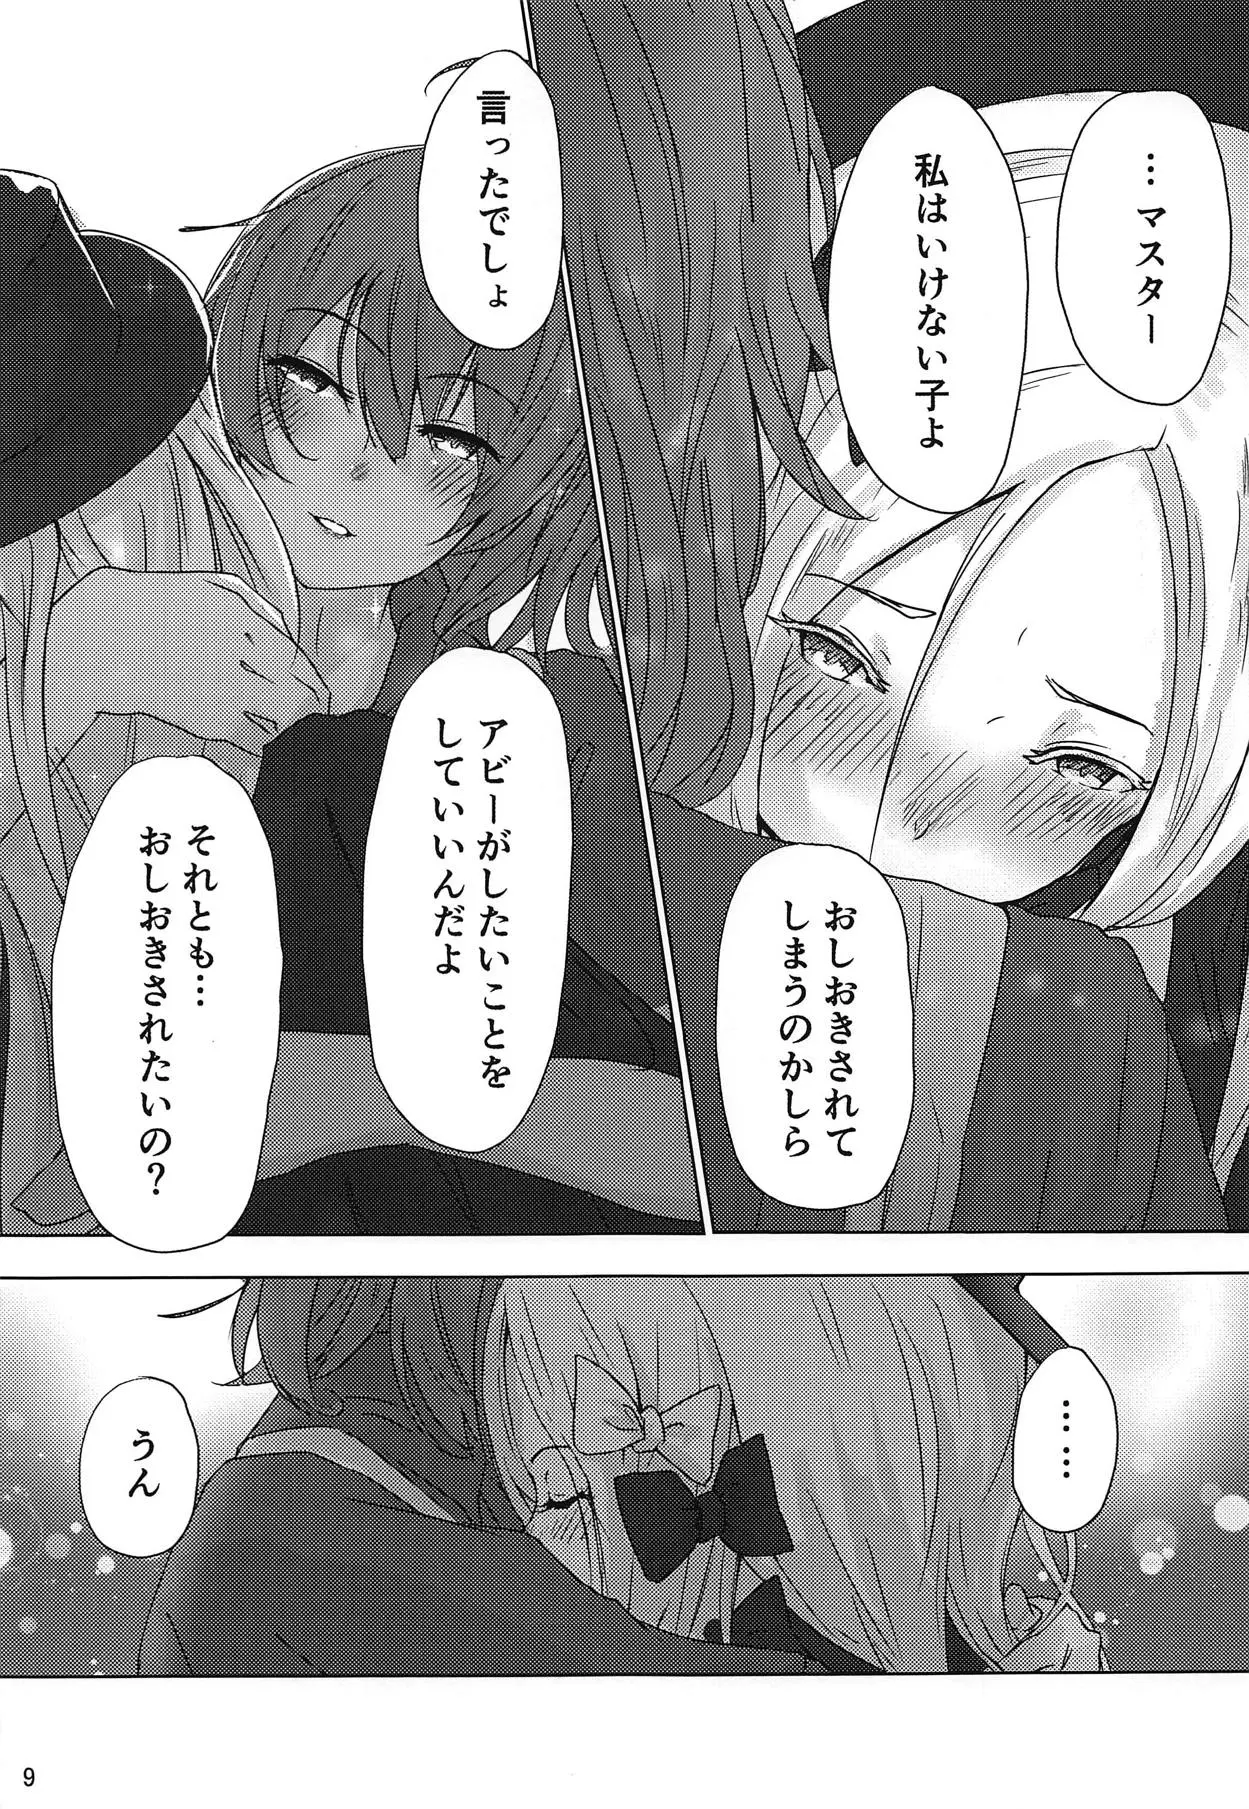 …マスター
私はいけない子よ
おしおきされて
しまうのかしら
言ったでしょ
アビーがしたいことを
していいんだよ
それとも…
おしおきされたいの？
……
うん
9